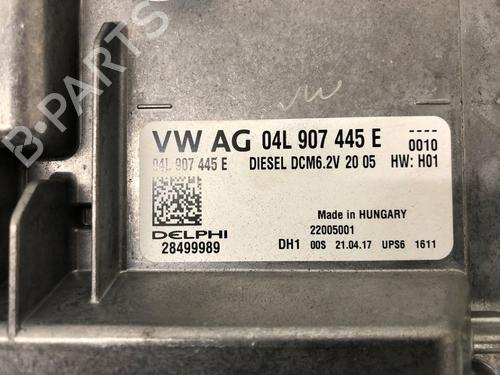 B-PARTS
VW
VW AG 04L 907 445 E
0010
04L 907 445 E DIESEL DCM6.2V 20 05 HW: H01
Made in HUNGARY
22005001
DELPHI
28499989
DH1 00S 21.04.17 UPS6 1611